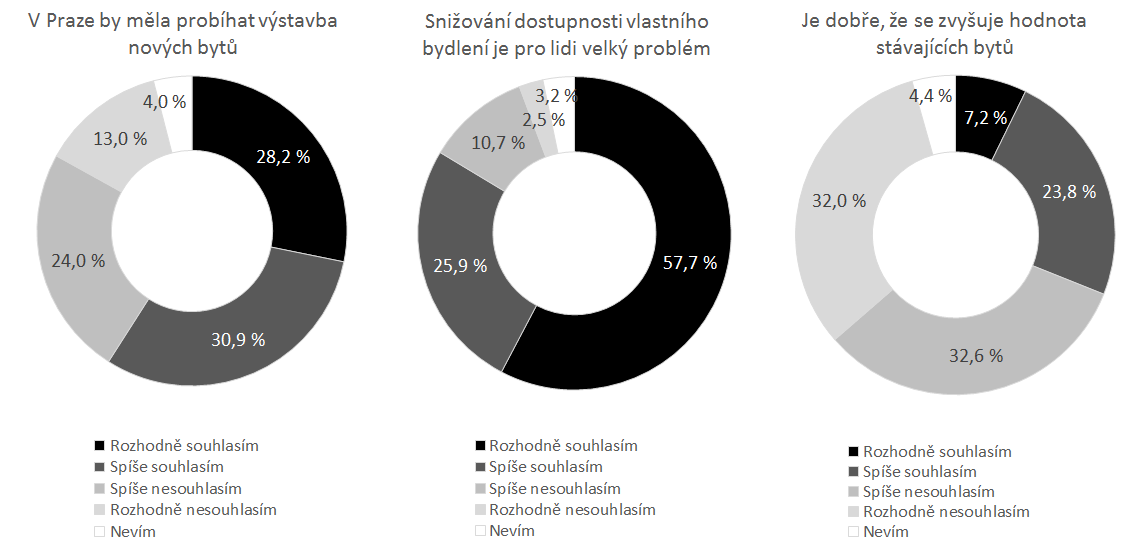 V Praze by měla probíhat výstavba
nových bytů
4,0 %
13,0 %
28,2 %
24,0 %
30,9 %
Rozhodně souhlasím
Spíše souhlasím
Spíše nesouhlasím
Rozhodně nesouhlasím
Nevím
Snižování dostupnosti vlastního
bydlení je pro lidi velký problém
3,2 %
2,5 %
10,7 %
25,9 %
57,7 %
Rozhodně souhlasím
Spíše souhlasím
Spíše nesouhlasím
Rozhodně nesouhlasím
Nevím
Je dobře, že se zvyšuje hodnota
stávajících bytů
4,4 %
7,2 %
23,8 %
32,0 %
32,6 %
Rozhodně souhlasím
Spíše souhlasím
Spíše nesouhlasím
Rozhodně nesouhlasím
Nevím